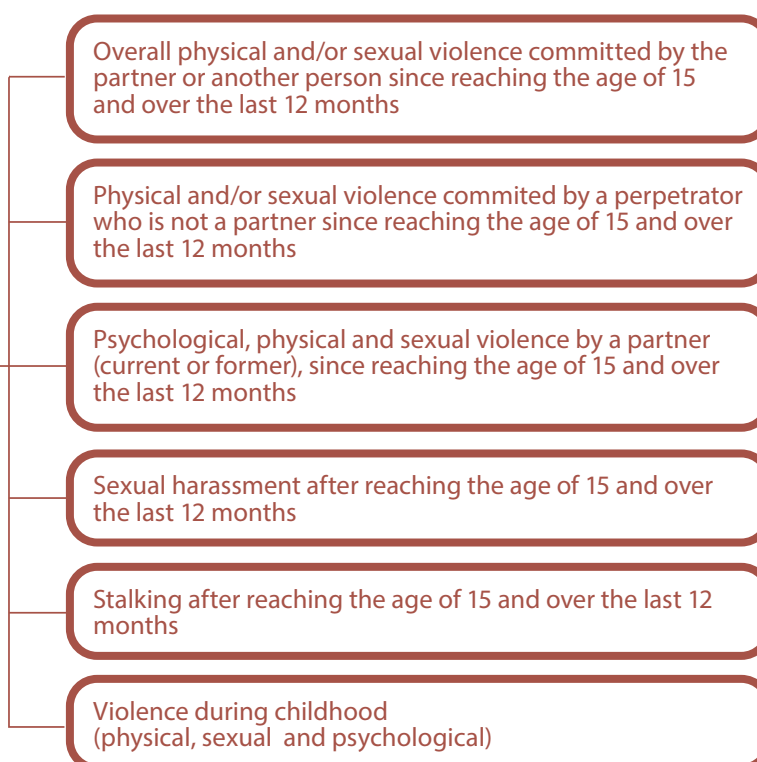 Overall physical and/or sexual violence committed by the
partner or another person since reaching the age of 15
and over the last 12 months
Physical and/or sexual violence commited by a perpetrator
who is not a partner since reaching the age of 15 and over
the last 12 months
Psychological, physical and sexual violence by a partner
(current or former), since reaching the age of 15 and over
the last 12 months
Sexual harassment after reaching the age of 15 and over
the last 12 months
Stalking after reaching the age of 15 and over the last 12
months
Violence during childhood
(physical, sexual  and psychological)